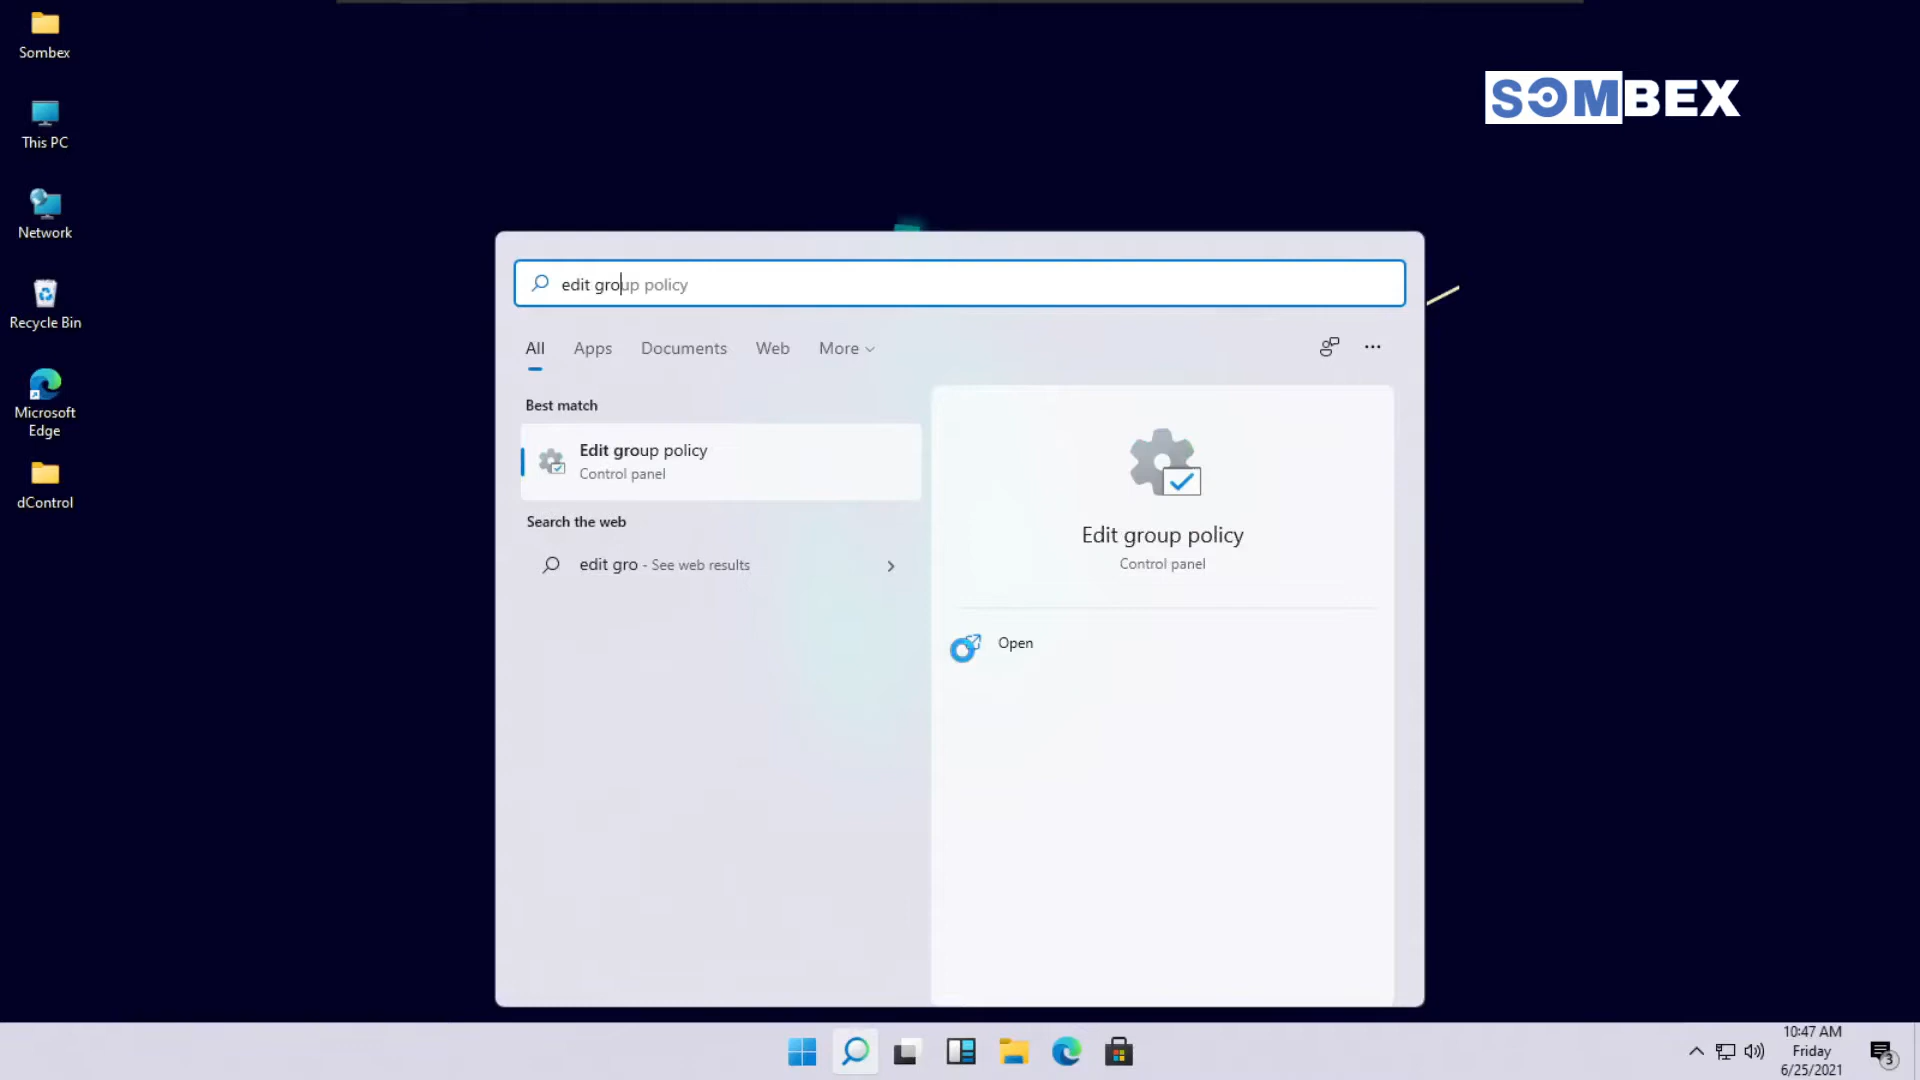 Sombex
This PC
Network
Recycle Bin
Microsoft
Edge
dControl
SOMBEX
edit group policy
All
Apps
Documents
Web
More
Best match
Edit group policy
Control panel
Search the web
edit gro - See web results
Edit group policy
Control panel
Open
10:47 AM
Friday
6/25/2021
3